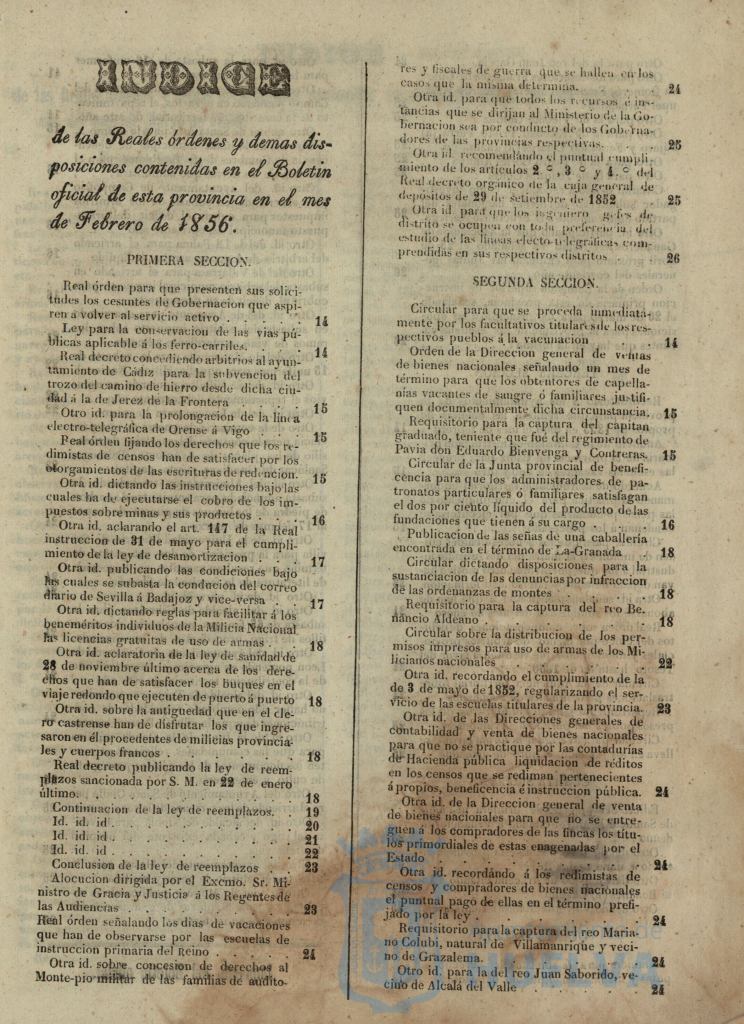 INDICE
de las Reales órdenes y demas dis-
posiciones contenidas en el Boletin
oficial de esta provincia en el mes
de Febrero de 1856.
PRIMERA SECCION.
Real órden para que presenten sus solici-
tudes los cesantes de Gobernacion que aspi-
ren á volver al servicio activo . . . . . 14
Ley para la conservacion de las vias pú-
blicas aplicable á los ferro-carriles. . . . 14
Real decreto concediendo arbitrios al ayun-
tamiento de Cádiz para la subvencion del
trozo del camino de hierro desde dicha ciu-
dad á la de Jerez de la Frontera . . . . 15
Otro id. para la prolongacion de la linea
electro-telegráfica de Orense á Vigo . . . 15
Real órden fijando los derechos que los re-
dimistas de censos han de satisfacer por los
otorgamientos de las escrituras de redencion. 15
Otra id. dictando las instrucciones bajo las
cuales ha de ejecutarse el cobro de los im-
puestos sobre minas y sus productos . . . 16
Otra id. aclarando el art. 147 de la Real
instruccion de 31 de mayo para el cumpli-
miento de la ley de desamortizacion . . . 17
Otra id. publicando las condiciones bajo
las cuales se subasta la conducion del correo
diario de Sevilla á Badajoz y vice-versa . . 17
Otra id. dictando reglas para facilitar á los
beneméritos individuos de la Milicia Nacional
las licencias gratuitas de uso de armas . . 18
Otra id. aclaratoria de la ley de sanidad de
28 de noviembre último acerca de los dere-
chos que han de satisfacer los buques en el
viaje redondo que ejecuten de puerto á puerto 18
Otra id. sobre la antiguedad que en el cle-
ro castrense han de disfrutar los que ingre-
saron en él procedentes de milicias provincia-
les y cuerpos francos . . . . . . . 18
Real decreto publicando la ley de reem-
plazos sancionada por S. M. en 22 de enero
último. . . . . . . . . . . 18
Continuacion de la ley de reemplazos. . . 19
Id. id. id . . . . . . . . . 20
Id. id. id . . . . . . . . . 21
Id. id. id . . . . . . . . . 22
Conclusion de la ley de reemplazos . . . 23
Alocucion dirigida por el Excmo. Sr. Mi-
nistro de Gracia y Justicia á los Regentes de
las Audiencias . . . . . . . . 23
Real órden señalando los dias de vacaciones
que han de observarse por las escuelas de
instruccion primaria del Reino . . . . . 24
Otra id. sobre concesion de derechos al
Monte-pio militar de las familias de audito-
res y fiscales de guerra que se hallen en los
casos que la misma determina. . . . . 24
Otra id. para que todos los recursos é ins-
tancias que se dirijan al Ministerio de la Go-
bernacion sea por conducto de los Goberna-
dores de las provincias respectivas. . . . 25
Otra id. recomendando el puntual cumpli-
miento de los artículos 2.°, 3.° y 4.° del
Real decreto orgánico de la caja general de
depósitos de 29 de setiembre de 1852 . . 25
Otra id para que los ingeniero gefes de
distrito se ocupen con toda preferencia del
estudio de las lineas electo-telegráficas com-
prendidas en sus respectivos distritos . . 26
SEGUNDA SECCION.
Circular para que se proceda inmediata-
mente por los facultativos titulares de los res-
pectivos pueblos á la vacunacion . . . 14
Orden de la Direccion general de ventas
de bienes nacionales señalando un mes de
término para que los obtentores de capella-
nías vacantes de sangre ó familiares justifi-
quen documentalmente dicha circunstancia. . 15
Requisitorio para la captura del capitan
graduado, teniente que fué del regimiento de
Pavia don Eduardo Bienvenga y Contreras. . 15
Circular de la Junta provincial de benefi-
cencia para que los administradores de pa-
tronatos particulares ó familiares satisfagan
el dos por ciento líquido del producto de las
fundaciones que tienen á su cargo . . . 16
Publicacion de las señas de una caballería
encontrada en el término de La-Granada . . 18
Circular dictando disposiciones para la
sustanciacion de las denuncias por infraccion
de las ordenanzas de montes . . . . . 18
Requisitorio para la captura del reo Be-
nancio Aldeano . . . . . . . . 18
Circular sobre la distribucion de los per-
misos impresos para uso de armas de los Mi-
licianos nacionales . . . . . . . 22
Otra id. recordando el cumplimiento de la
de 3 de mayo de 1852, regularizando el ser-
vicio de las escuelas titulares de la provincia. 23
Otra id. de las Direcciones generales de
contabilidad y venta de bienes nacionales
para que no se practique por las contadurías
de Hacienda pública liquidacion de réditos
en los censos que se rediman pertenecientes
á propios, beneficencia é instruccion pública. 24
Otra id. de la Direccion general de venta
de bienes nacionales para que no se entre-
guen á los compradores de las fincas los títu-
los primordiales de estas enagenadas por el
Estado . . . . . . . . . . 24
Otra id. recordando á los redimistas de
censos y compradores de bienes nacionales
el puntual pago de ellas en el término prefi-
jado por la ley . . . . . . . . 24
Requisitorio para la captura del reo Maria-
no Colubi, natural de Villamanrique y veci-
no de Grazalema. . . . . . . . 24
Otro id. para la del reo Juan Saborido, ve-
cino de Alcalá del Valle . . . . . . 24